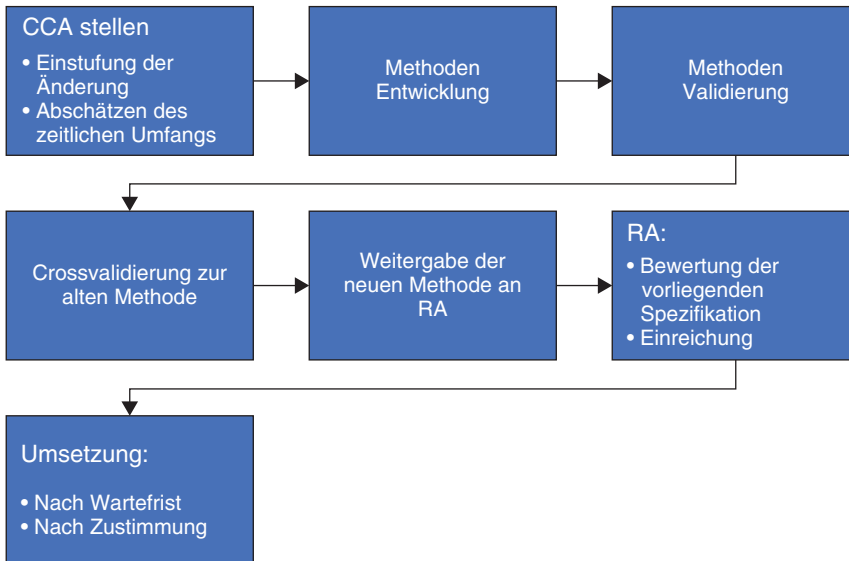 CCA stellen
• Einstufung der
Änderung
• Abschätzen des
zeitlichen Umfangs
Methoden
Entwicklung
Methoden
Validierung
Crossvalidierung zur
alten Methode
Weitergabe der
neuen Methode an
RA
RA:
• Bewertung der
vorliegenden
Spezifikation
• Einreichung
Umsetzung:
• Nach Wartefrist
• Nach Zustimmung